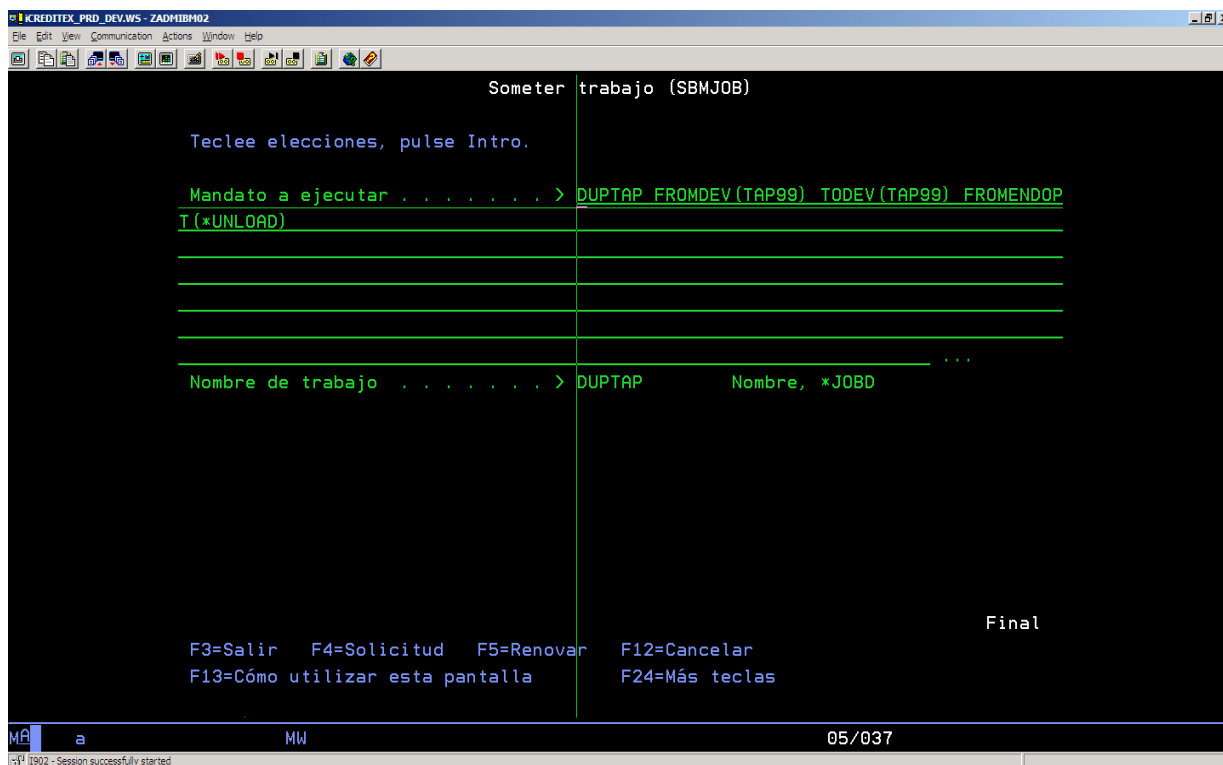 iCREDITEX_PRD_DEV.WS - ZADMIBM02
File Edit View Communication Actions Window Help
Someter trabajo (SBMJOB)
Teclee elecciones, pulse Intro.
Mandato a ejecutar . . . . . . . > DUPTAP FROMDEV(TAP99) TODEV(TAP99) FROMENDOP
T(*UNLOAD)
...
Nombre de trabajo . . . . . . . > DUPTAP Nombre, *JOBD
Final
F3=Salir F4=Solicitud F5=Renovar F12=Cancelar
F13=Cómo utilizar esta pantalla F24=Más teclas
MA a MW 05/037
I902 - Session successfully started